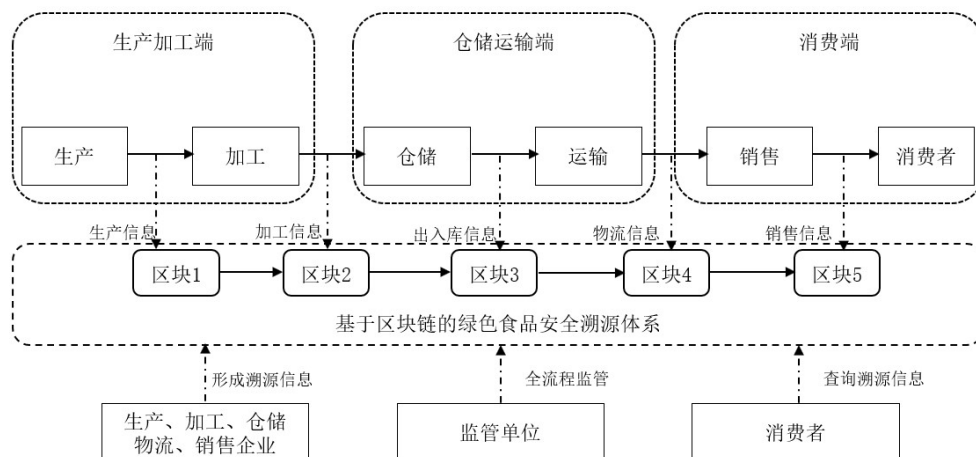 生产加工端
仓储运输端
消费端
生产
加工
仓储
运输
销售
消费者
生产信息
加工信息
出入库信息
物流信息
销售信息
区块1
区块2
区块3
区块4
区块5
基于区块链的绿色食品安全溯源体系
形成溯源信息
全流程监管
查询溯源信息
生产、加工、仓储
物流、销售企业
监管单位
消费者